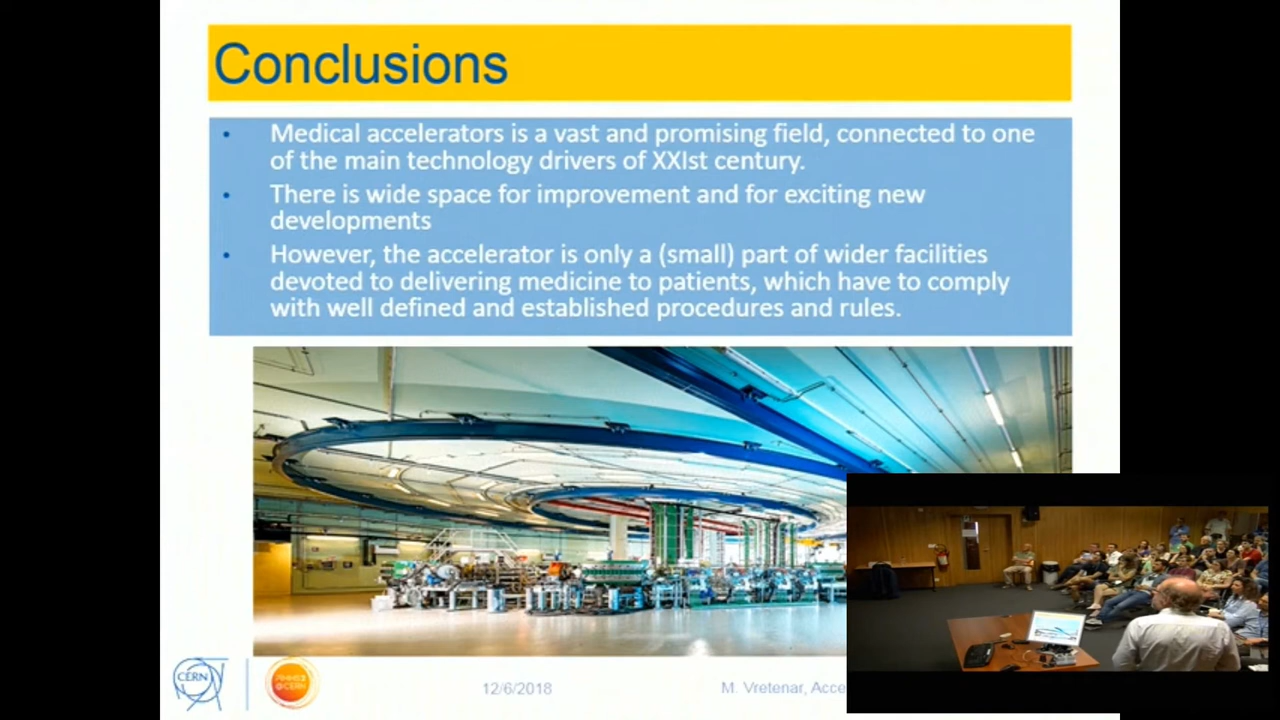 Conclusions
• Medical accelerators is a vast and promising field, connected to one
of the main technology drivers of XXIst century.
• There is wide space for improvement and for exciting new
developments
• However, the accelerator is only a (small) part of wider facilities
devoted to delivering medicine to patients, which have to comply
with well defined and established procedures and rules.
CERN
@CERN
12/6/2018
M. Vretenar, Acce